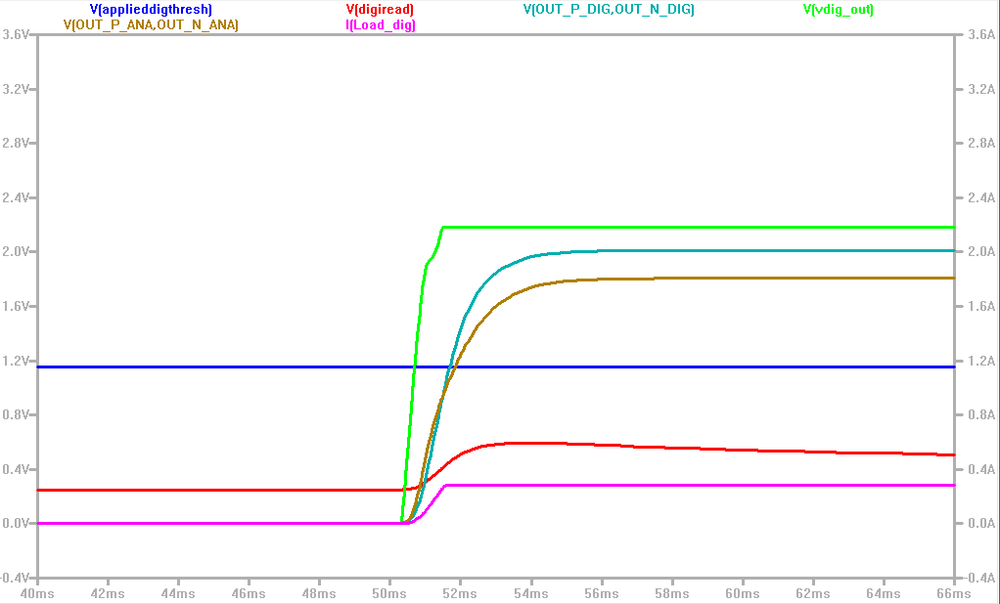 V(applieddigthresh) V(digiread) V(OUT_P_DIG,OUT_N_DIG) V(vdig_out)
V(OUT_P_ANA,OUT_N_ANA) I(Load_dig)
3.6V 3.6A
3.2V 3.2A
2.8V 2.8A
2.4V 2.4A
2.0V 2.0A
1.6V 1.6A
1.2V 1.2A
0.8V 0.8A
0.4V 0.4A
0.0V 0.0A
-0.4V -0.4A
40ms 42ms 44ms 46ms 48ms 50ms 52ms 54ms 56ms 58ms 60ms 62ms 64ms 66ms